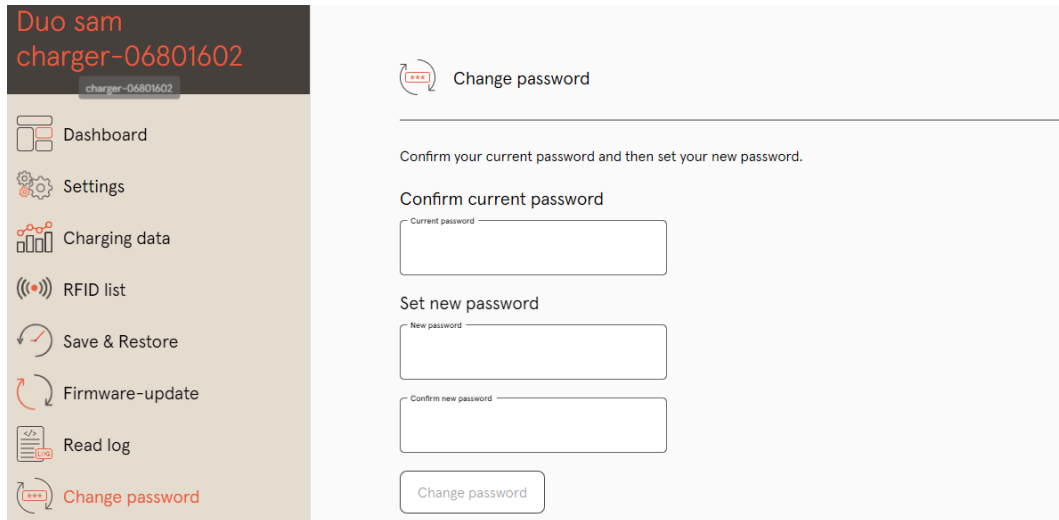 Duo sam
charger-06801602
charger-06801602
Dashboard
Settings
Charging data
RFID list
Save & Restore
Firmware-update
</>
LOG
Read log
***
Change password
***
Change password
Confirm your current password and then set your new password.
Confirm current password
Current password
Set new password
New password
Confirm new password
Change password